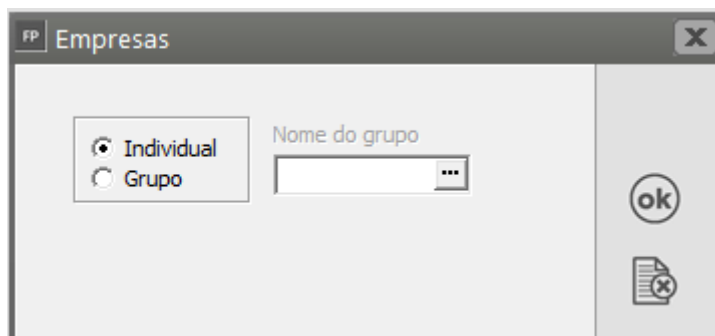 FP Empresas
Individual
Grupo
Nome do grupo
...
ok